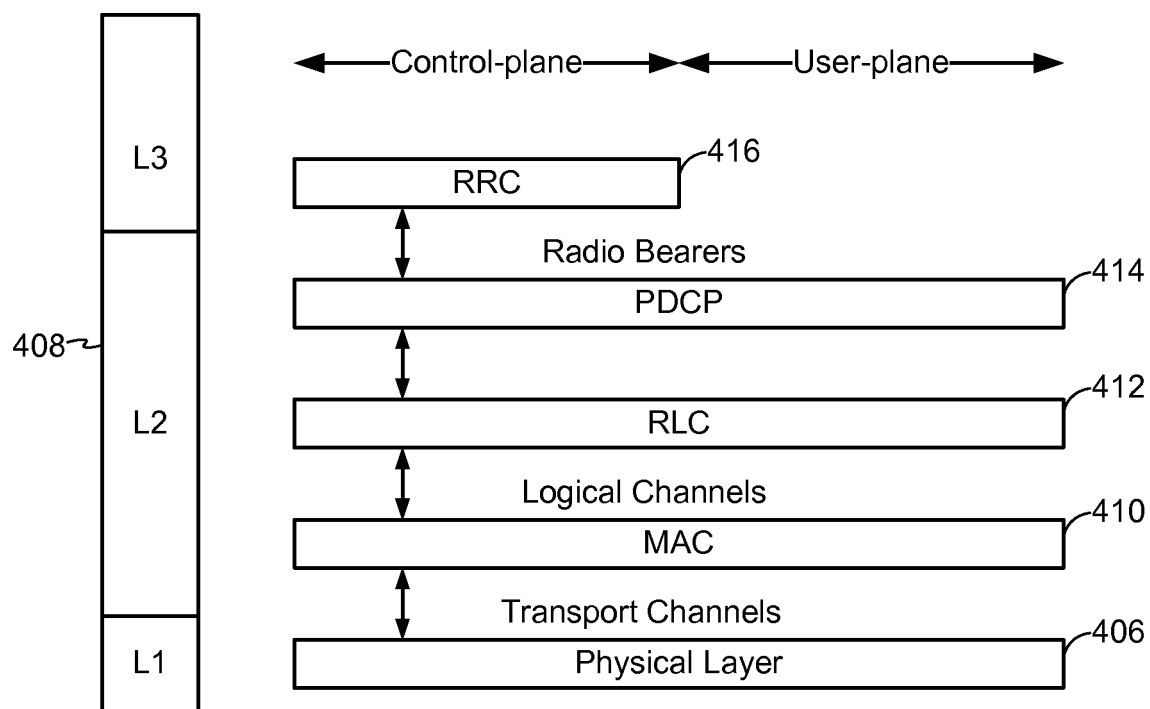 Control-plane User-plane
L3
RRC
416
Radio Bearers
414
PDCP
408
412
L2
RLC
Logical Channels
410
MAC
Transport Channels
406
L1
Physical Layer